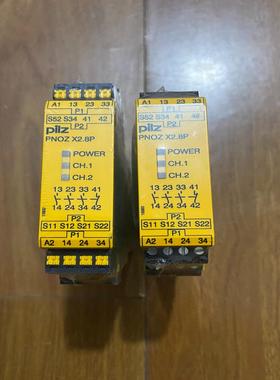 A1 13 23 33
P1
S52 S34 41 42
P2
pilz
PNOZ X2.8P
POWER
CH.1
CH.2
13 23 33 41
14 24 34 42
P2
S11 S12 S21 S22
P1
A2 14 24 34
A1 13 23 33
P1
S52 S34 41 42
P2
pilz
PNOZ X2.8P
POWER
CH.1
CH.2
13 23 33 41
14 24 34 42
P2
S11 S12 S21 S22
P1
A2 14 24 34